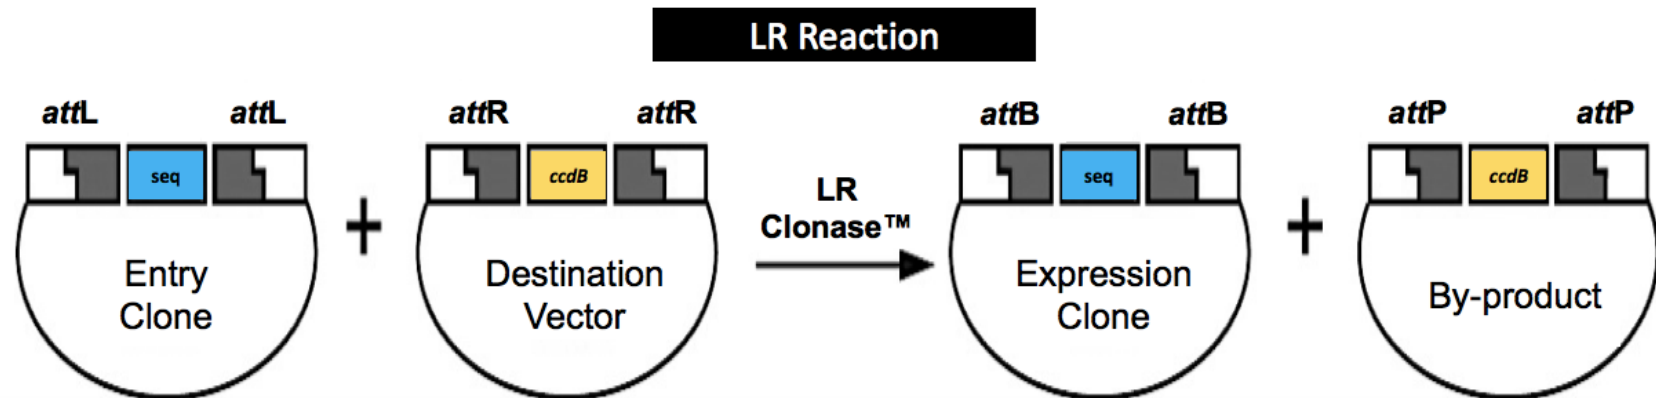 LR Reaction
attL attL attR attR attB attB attP attP
seq ccdB seq ccdB
+ +
LR
Clonase™
Entry
Clone
Destination
Vector
Expression
Clone
By-product